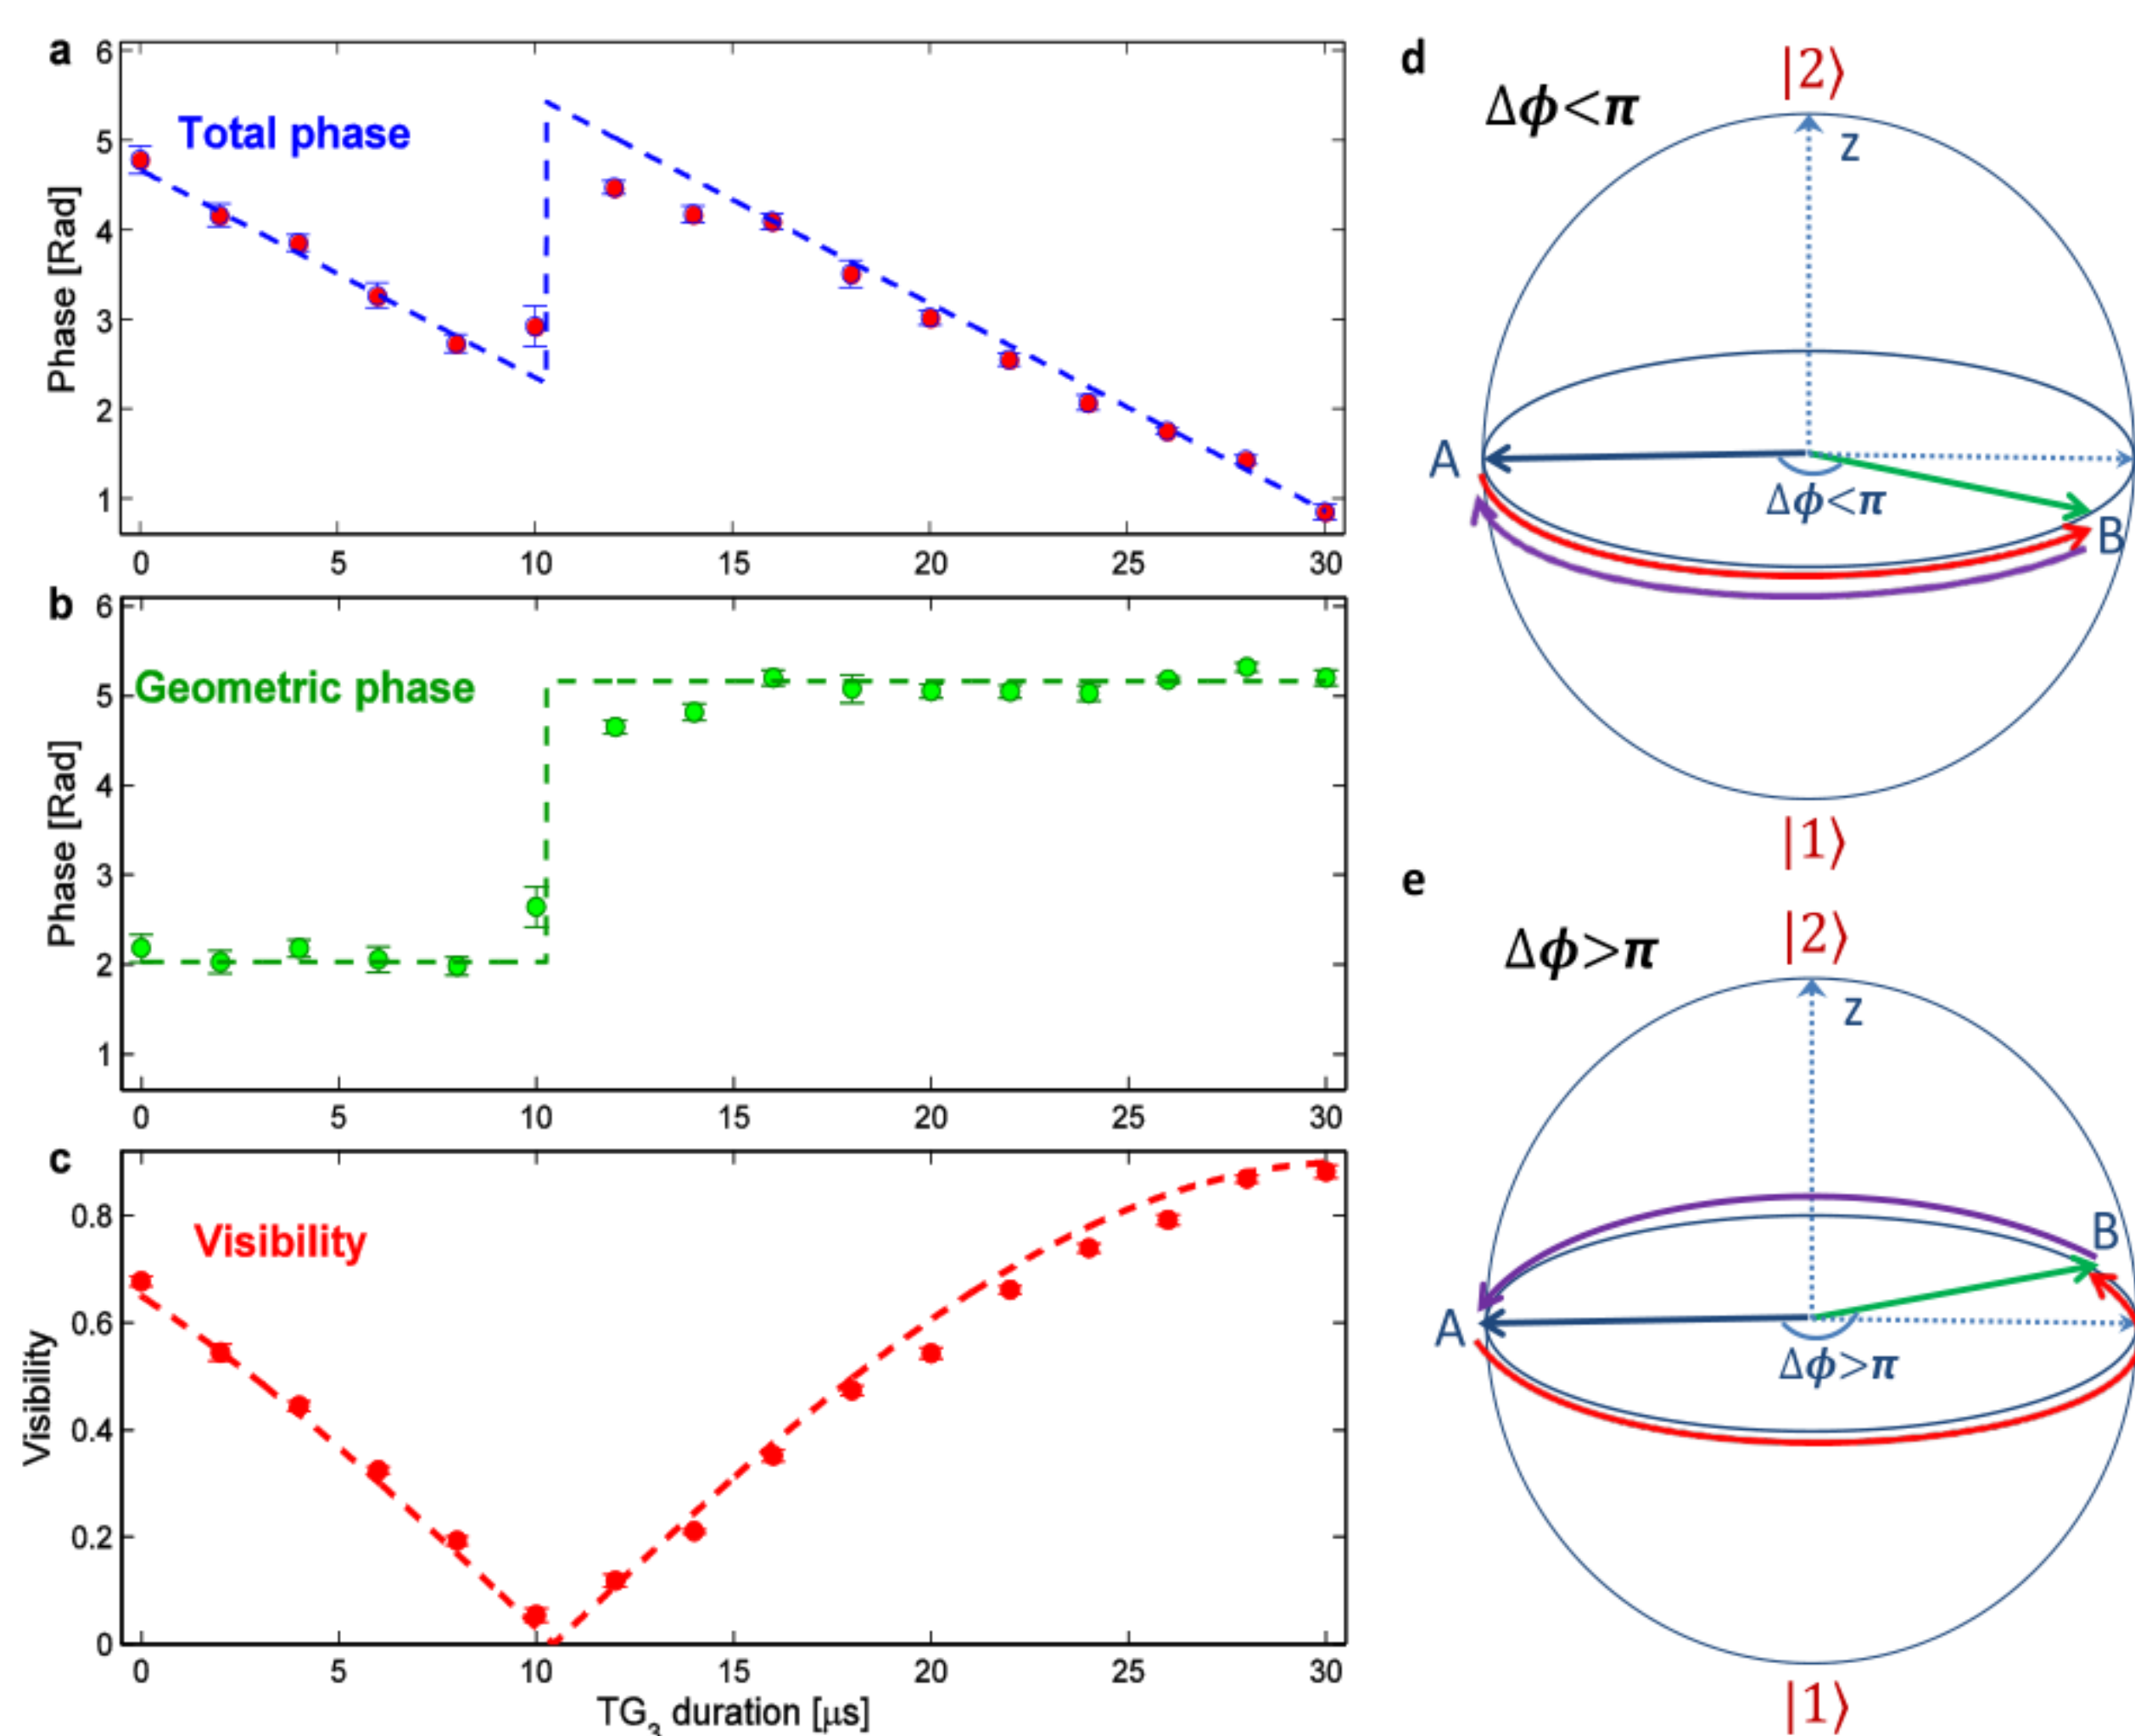 a
Total phase
Phase [Rad]
6
5
4
3
2
1
0 5 10 15 20 25 30
b
Geometric phase
Phase [Rad]
6
5
4
3
2
1
0 5 10 15 20 25 30
c
Visibility
Visibility
0.8
0.6
0.4
0.2
0
0 5 10 15 20 25 30
TG₃ duration [μs]
d
Δϕ<π
|2⟩
z
A
Δϕ<π
B
|1⟩
e
Δϕ>π
|2⟩
z
B
A
Δϕ>π
|1⟩